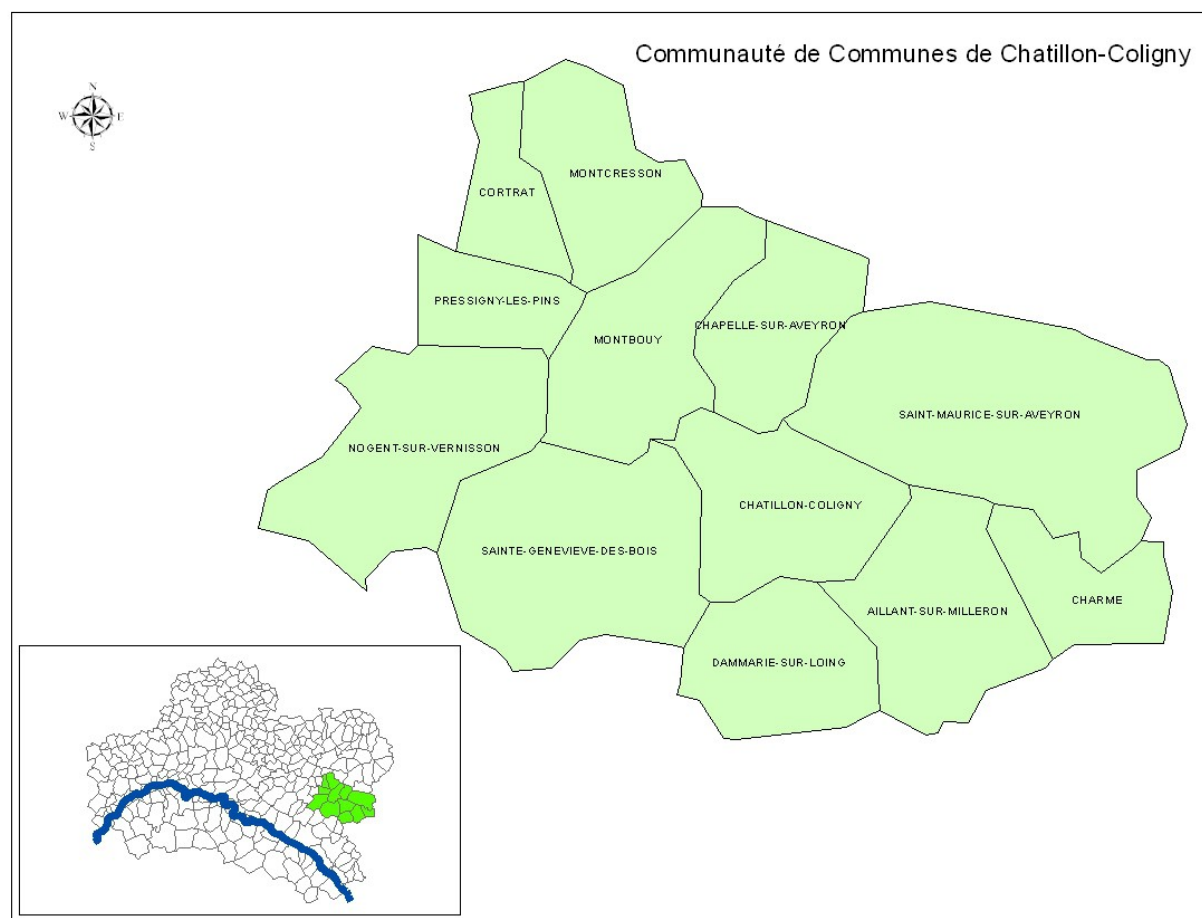 Communauté de Communes de Chatillon-Coligny
N
W E
S
MONTCRESSON
CORTRAT
PRESSIGNY-LES-PINS
CHAPELLE-SUR-AVEYRON
MONTBOUY
SAINT-MAURICE-SUR-AVEYRON
NOGENT-SUR-VERNISSON
CHATILLON-COLIGNY
SAINTE-GENEVIEVE-DES-BOIS
CHARME
AILLANT-SUR-MILLERON
DAMMARIE-SUR-LOING